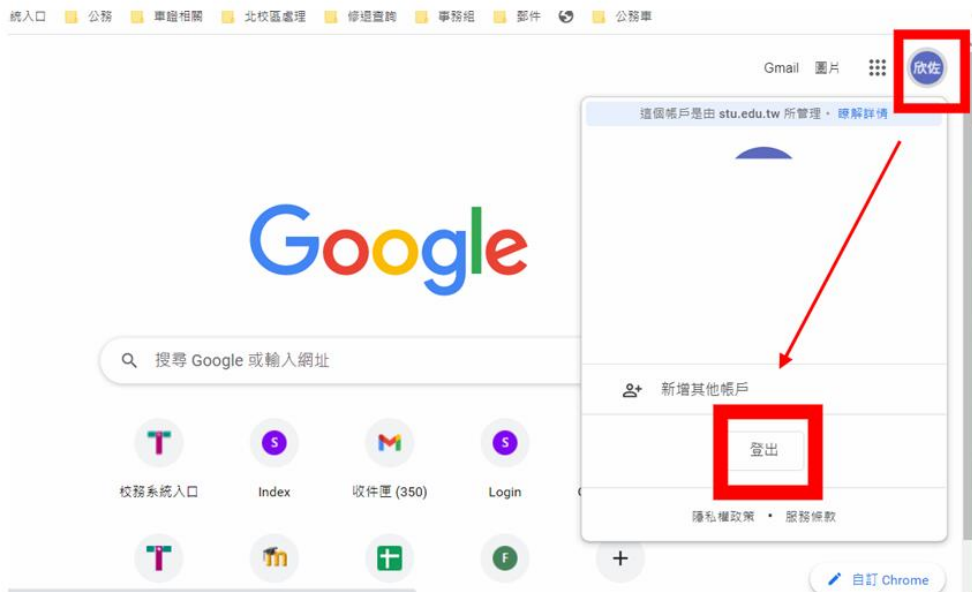 統入口 公務 車證相關 北校區處理 修繕查詢 事務組 郵件 公務車
Gmail 圖片 欣佐
這個帳戶是由 stu.edu.tw 所管理。 瞭解詳情
Google
搜尋 Google 或輸入網址
新增其他帳戶
登出
T S S
校務系統入口 Index 收件匣 (350) Login
隱私權政策 • 服務條款
T F
自訂 Chrome